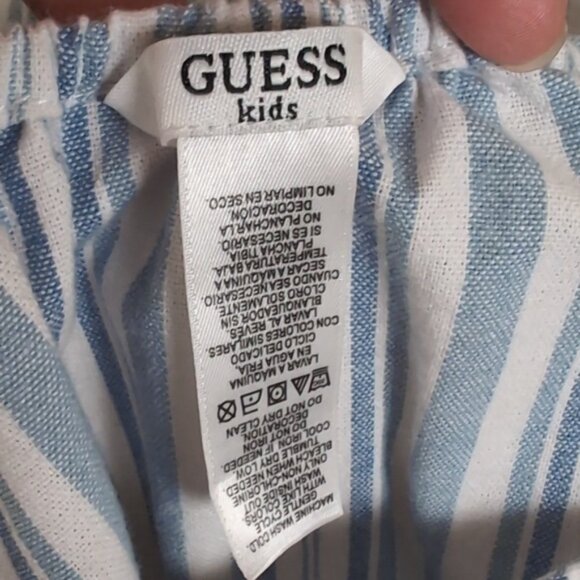 GUESS
kids
MACHINE WASH COLD,
GENTLE CYCLE
LIKE COLORS
WASH INSIDE OUT
ONLY NON-CHLORINE
BLEACH WHEN NEEDED
TUMBLE DRY LOW
COOL IRON, IF NEEDED.
DO NOT IRON
DECORATION.
DO NOT DRY CLEAN
LAVAR A MAQUINA
EN AGUA FRIA,
CICLO DELICADO
CON COLORES SIMILARES.
LAVAR AL REVES.
BLANQUEADOR SIN
CLORO SOLAMENTE,
CUANDO SEA NECESARIO.
SECAR A MAQUINA A
TEMPERATURA BAJA.
PLANCHA TIBIA
SI ES NECESARIO.
NO PLANCHAR LA
DECORACIÓN
NO LIMPIAR EN SECO.